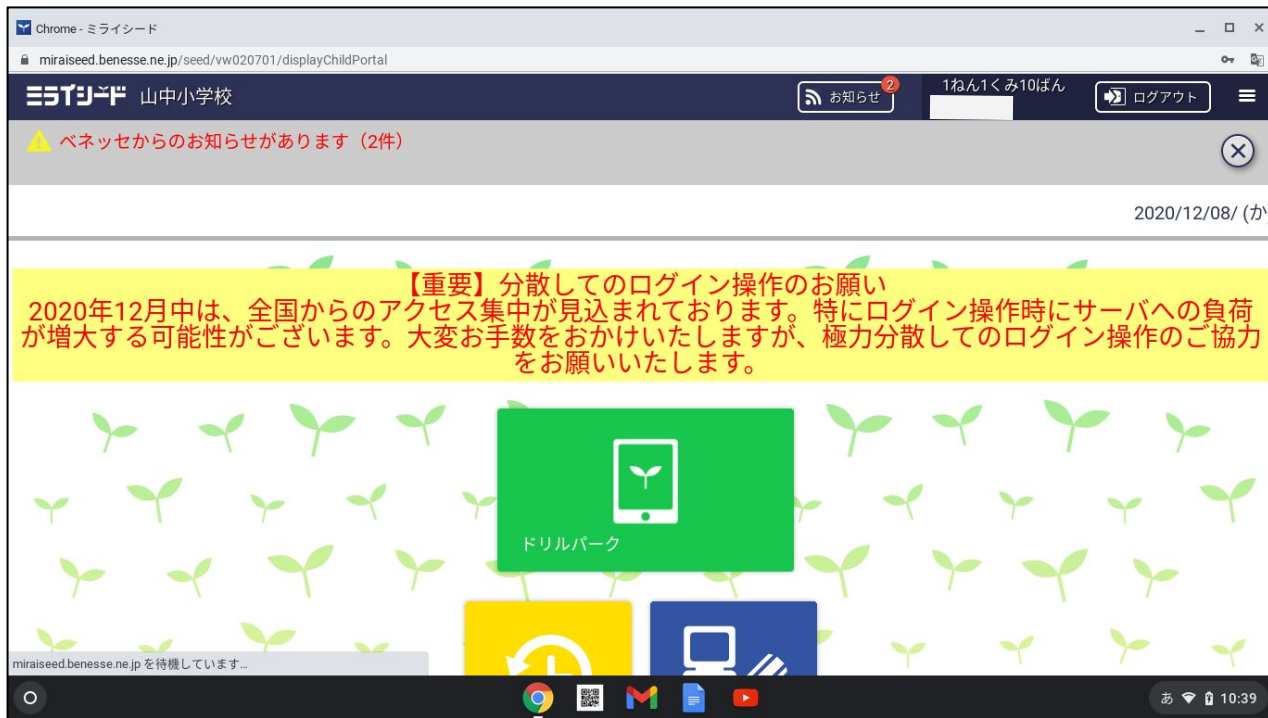 Chrome - ミライシード
miraiseed.benesse.ne.jp/seed/vw020701/displayChildPortal
ミライシード 山中小学校 お知らせ 2 1ねん1くみ10ばん ログアウト
ベネッセからのお知らせがあります（2件）
2020/12/08/ (か
【重要】分散してのログイン操作のお願い
2020年12月中は、全国からのアクセス集中が見込まれております。特にログイン操作時にサーバへの負荷
が増大する可能性がございます。大変お手数をおかけいたしますが、極力分散してのログイン操作のご協力
をお願いいたします。
ドリルパーク
miraiseed.benesse.ne.jp を待機しています...
あ 10:39